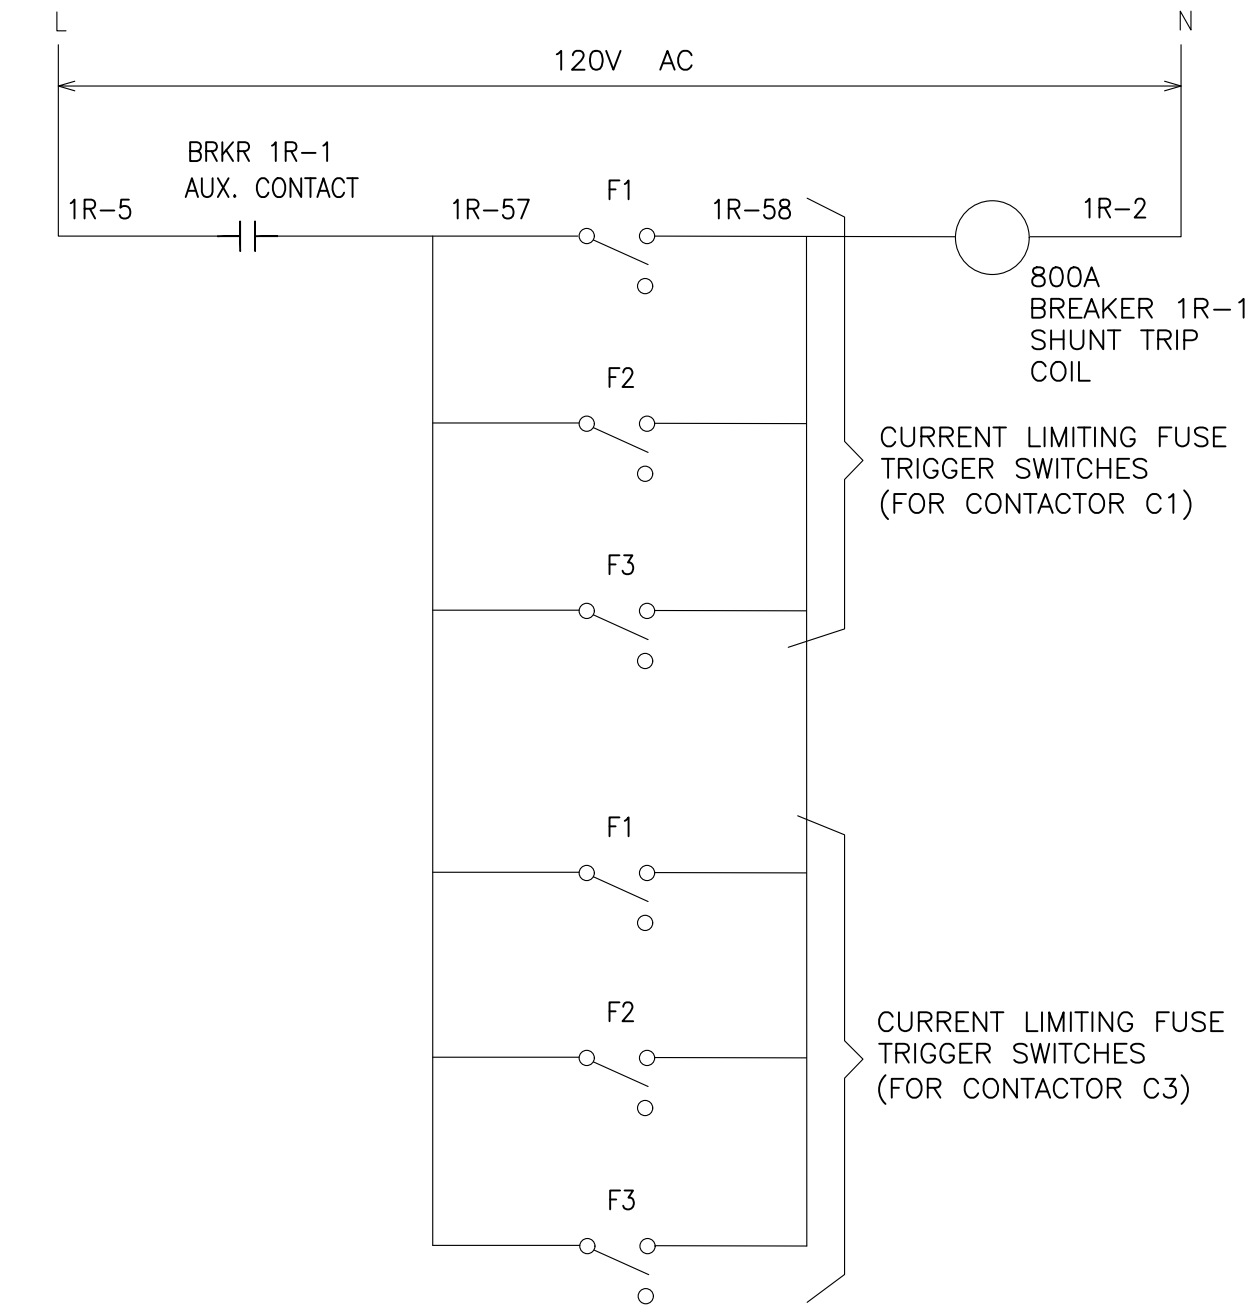 L
N
120V AC
BRKR 1R-1
AUX. CONTACT
1R-5
1R-57
F1
1R-58
1R-2
800A
BREAKER 1R-1
SHUNT TRIP
COIL
F2
CURRENT LIMITING FUSE
TRIGGER SWITCHES
(FOR CONTACTOR C1)
F3
F1
F2
CURRENT LIMITING FUSE
TRIGGER SWITCHES
(FOR CONTACTOR C3)
F3